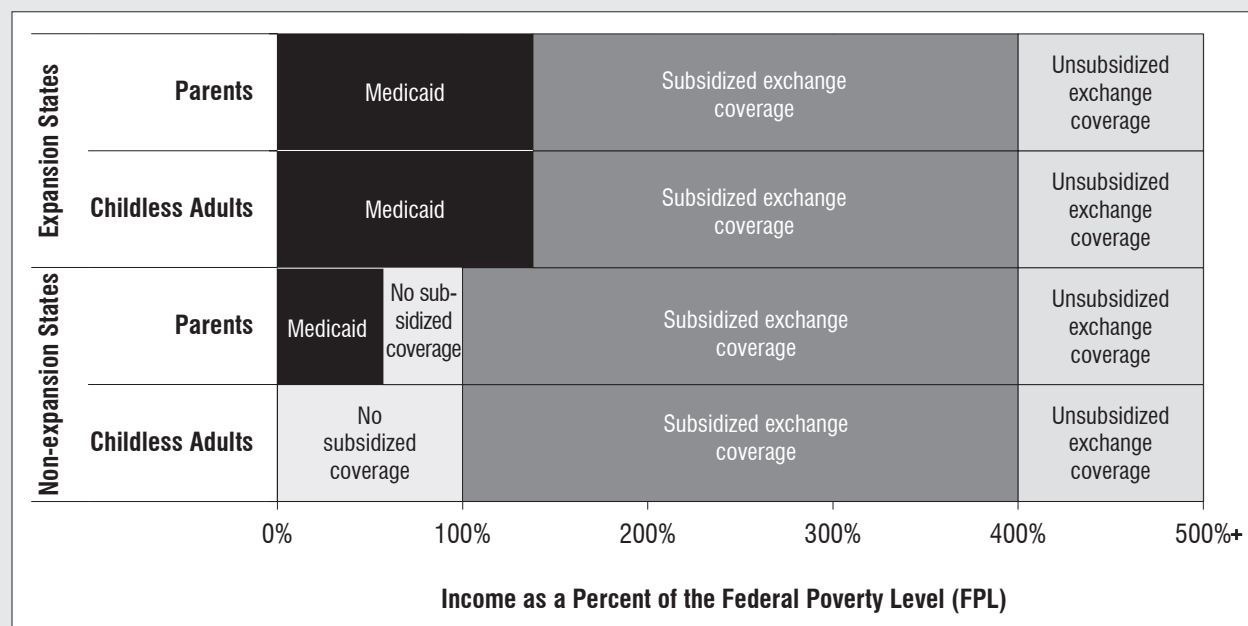 Expansion States
Parents
Medicaid
Subsidized exchange
coverage
Unsubsidized
exchange
coverage
Childless Adults
Medicaid
Subsidized exchange
coverage
Unsubsidized
exchange
coverage
Non-expansion States
Parents
Medicaid
No sub-
sidized
coverage
Subsidized exchange
coverage
Unsubsidized
exchange
coverage
Childless Adults
No
subsidized
coverage
Subsidized exchange
coverage
Unsubsidized
exchange
coverage
0% 100% 200% 300% 400% 500%+
Income as a Percent of the Federal Poverty Level (FPL)